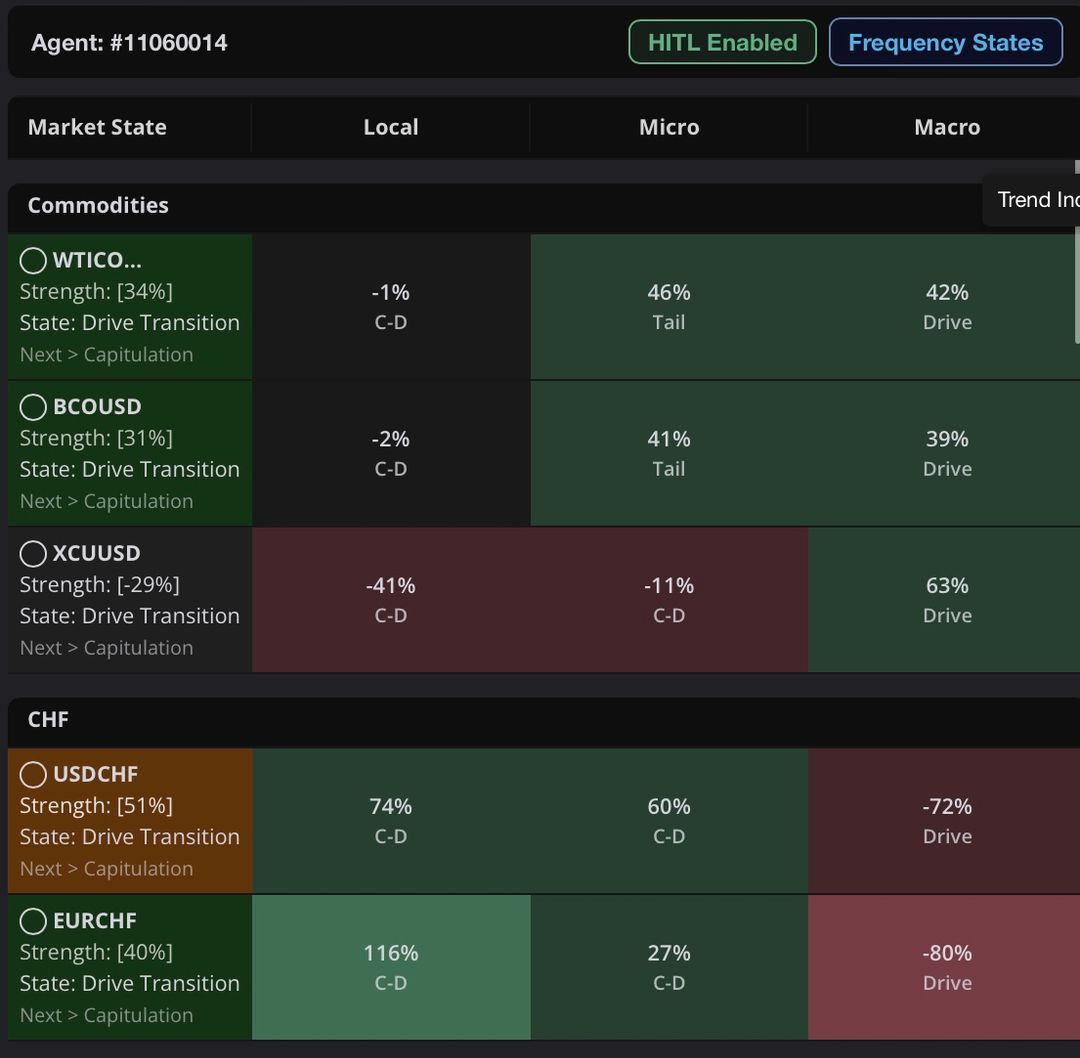 Agent: #11060014
HITL Enabled
Frequency States
Market State
Local
Micro
Macro
Commodities
Trend
WTICO...
Strength: [34%]
State: Drive Transition
Next > Capitulation
-1%
C-D
46%
Tail
42%
Drive
BCOUSD
Strength: [31%]
State: Drive Transition
Next > Capitulation
-2%
C-D
41%
Tail
39%
Drive
XCUUSD
Strength: [-29%]
State: Drive Transition
Next > Capitulation
-41%
C-D
-11%
C-D
63%
Drive
CHF
USDCHF
Strength: [51%]
State: Drive Transition
Next > Capitulation
74%
C-D
60%
C-D
-72%
Drive
EURCHF
Strength: [40%]
State: Drive Transition
Next > Capitulation
116%
C-D
27%
C-D
-80%
Drive